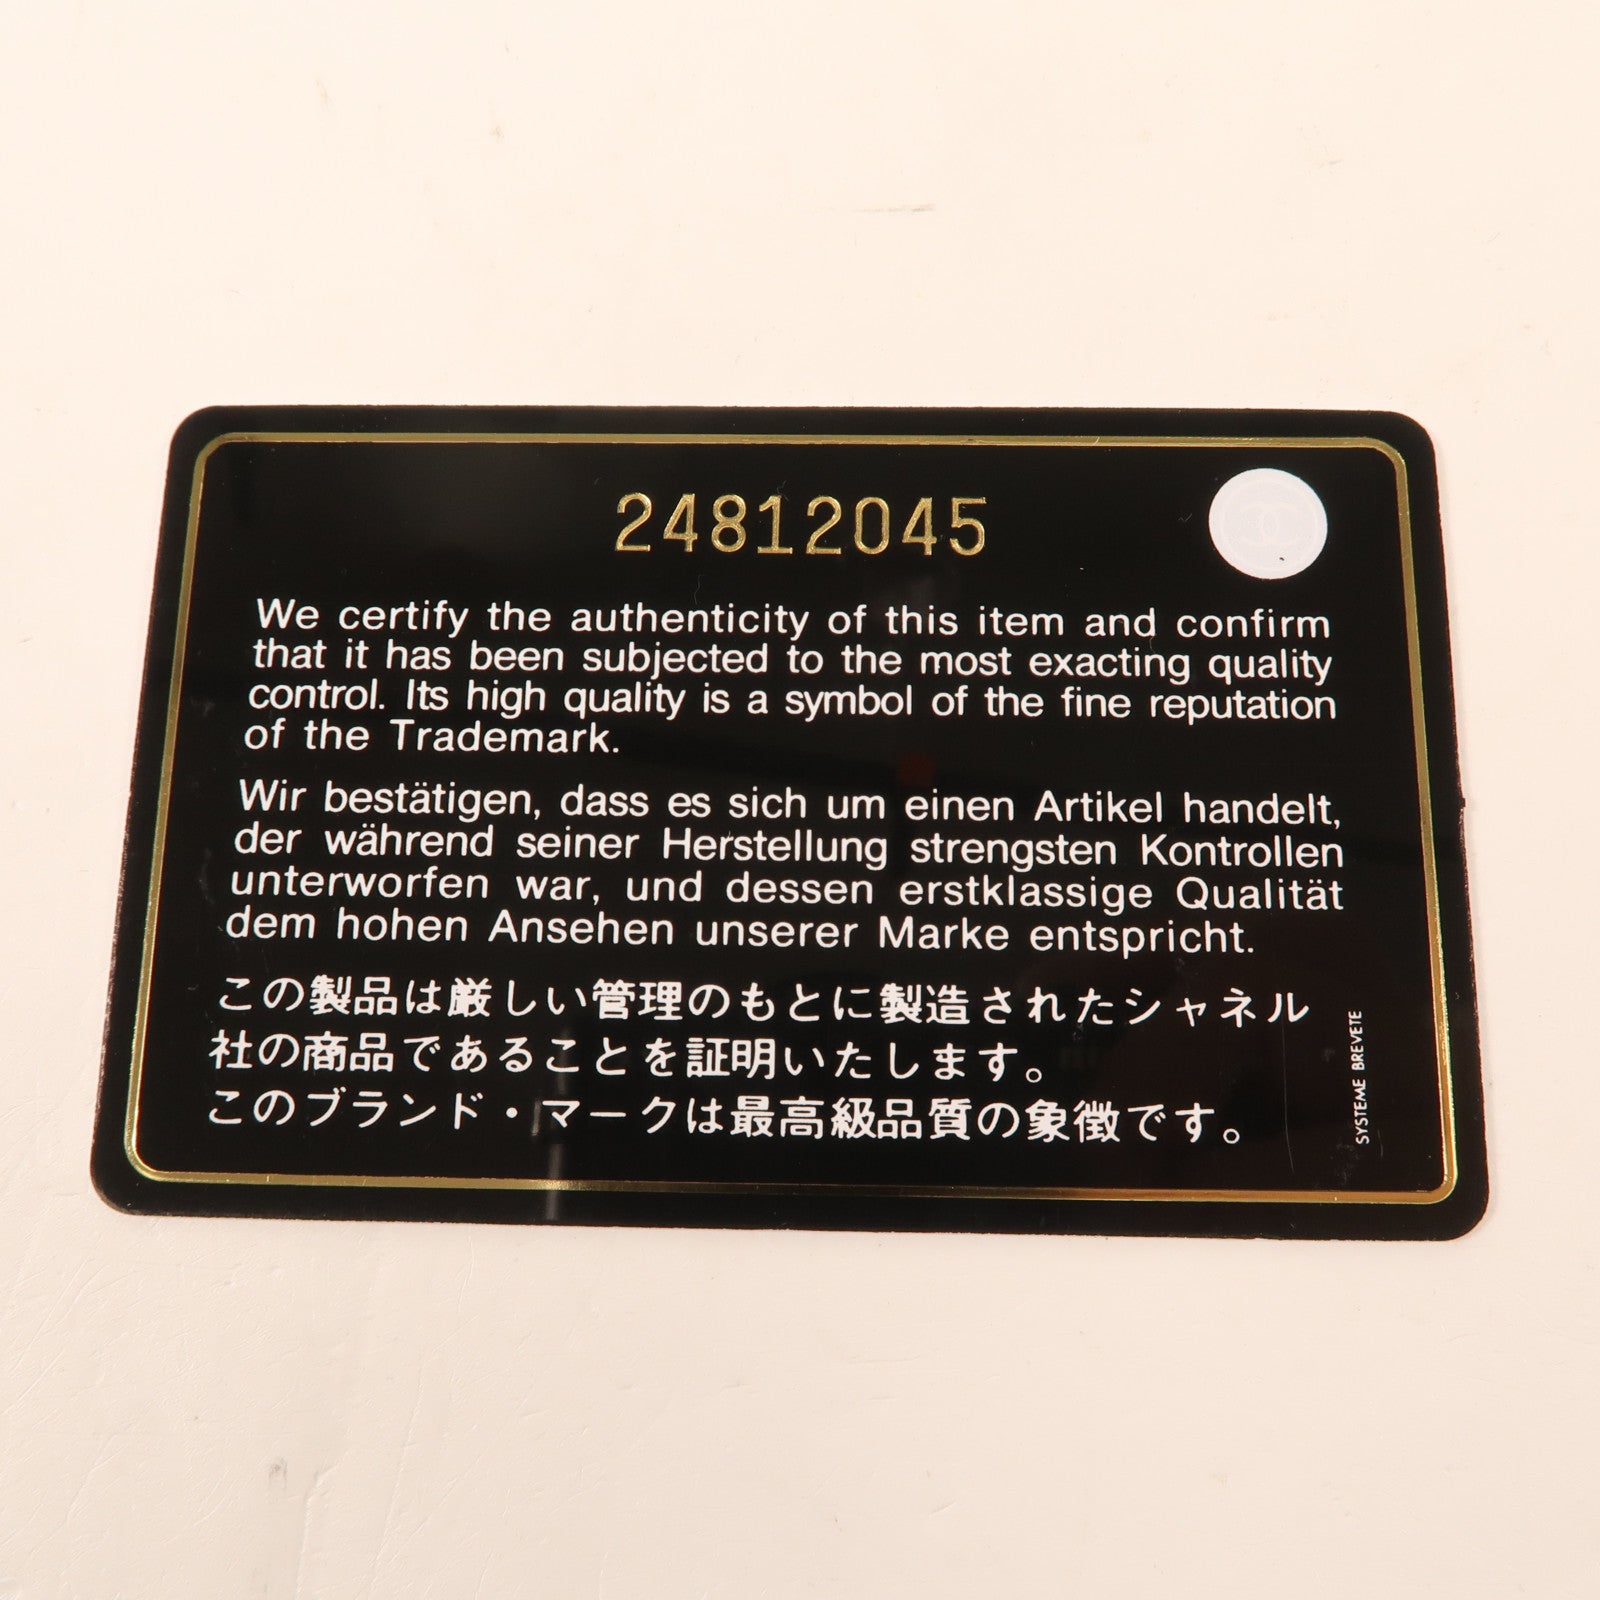 24812045
We certify the authenticity of this item and confirm
that it has been subjected to the most exacting quality
control. Its high quality is a symbol of the fine reputation
of the Trademark.
Wir bestätigen, dass es sich um einen Artikel handelt,
der während seiner Herstellung strengsten Kontrollen
unterworfen war, und dessen erstklassige Qualität
dem hohen Ansehen unserer Marke entspricht.
この製品は厳しい管理のもとに製造されたシャネル
社の商品であることを証明いたします。
このブランド・マークは最高級品質の象徴です。
SYSTEME BREVETE